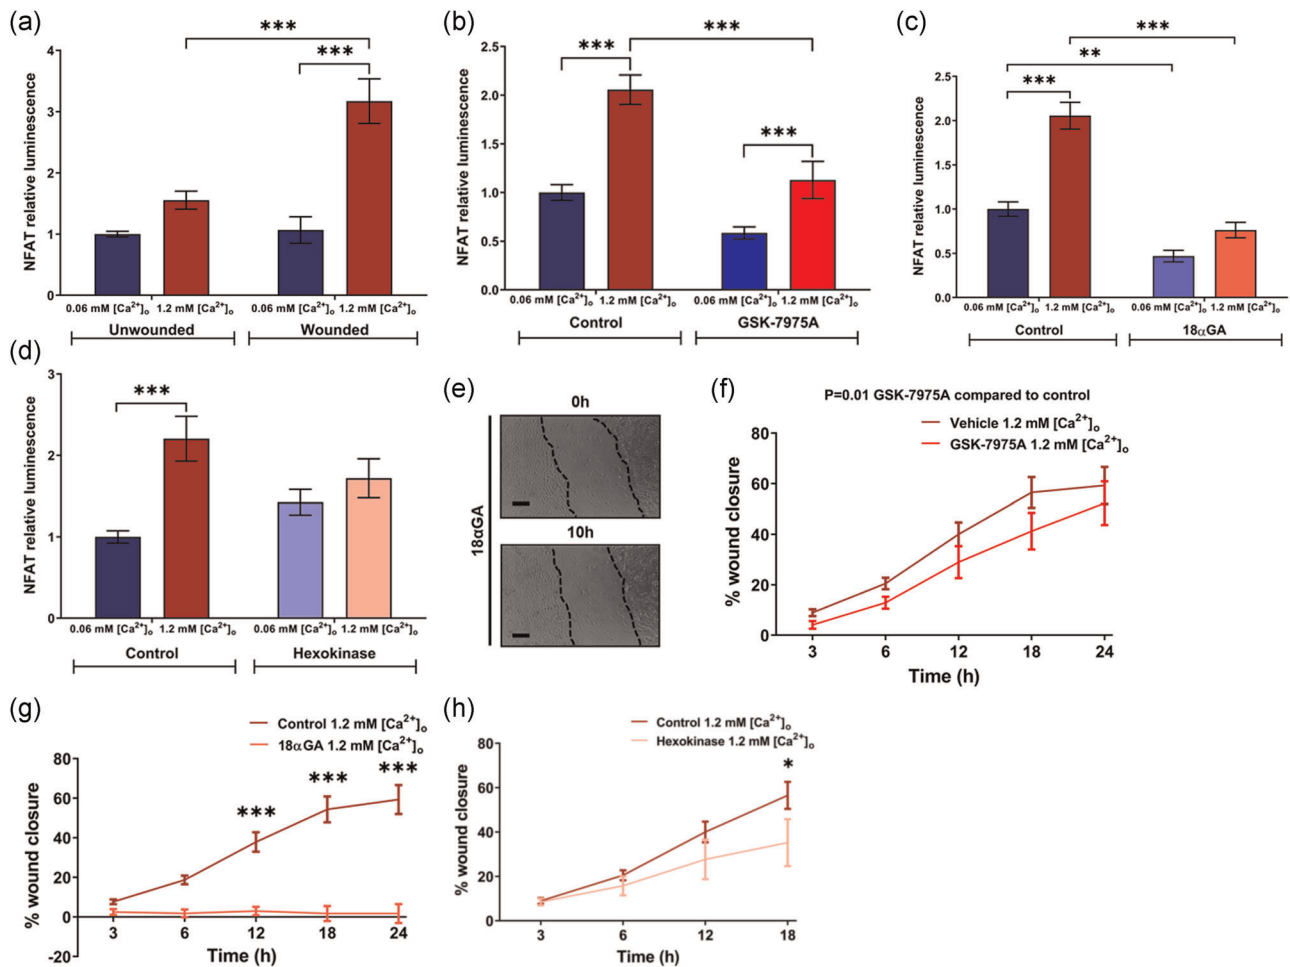 (a)
***
***
NFAT relative luminescence
4
3
2
1
0
0.06 mM [Ca²⁺]ₒ 1.2 mM [Ca²⁺]ₒ 0.06 mM [Ca²⁺]ₒ 1.2 mM [Ca²⁺]ₒ
Unwounded Wounded
(b)
***
***
***
NFAT relative luminescence
2.5
2.0
1.5
1.0
0.5
0.0
0.06 mM [Ca²⁺]ₒ 1.2 mM [Ca²⁺]ₒ 0.06 mM [Ca²⁺]ₒ 1.2 mM [Ca²⁺]ₒ
Control GSK-7975A
(c)
***
**
***
NFAT relative luminescence
2.5
2.0
1.5
1.0
0.5
0.0
0.06 mM [Ca²⁺]ₒ 1.2 mM [Ca²⁺]ₒ 0.06 mM [Ca²⁺]ₒ 1.2 mM [Ca²⁺]ₒ
Control 18αGA
(d)
***
NFAT relative luminescence
3
2
1
0
0.06 mM [Ca²⁺]ₒ 1.2 mM [Ca²⁺]ₒ 0.06 mM [Ca²⁺]ₒ 1.2 mM [Ca²⁺]ₒ
Control Hexokinase
(e)
0h
10h
18αGA
(f)
P=0.01 GSK-7975A compared to control
Vehicle 1.2 mM [Ca²⁺]ₒ
GSK-7975A 1.2 mM [Ca²⁺]ₒ
% wound closure
80
60
40
20
0
3 6 12 18 24
Time (h)
(g)
Control 1.2 mM [Ca²⁺]ₒ
18αGA 1.2 mM [Ca²⁺]ₒ
*** *** ***
% wound closure
80
60
40
20
0
-20
3 6 12 18 24
Time (h)
(h)
Control 1.2 mM [Ca²⁺]ₒ
Hexokinase 1.2 mM [Ca²⁺]ₒ
*
% wound closure
80
60
40
20
0
3 6 12 18
Time (h)